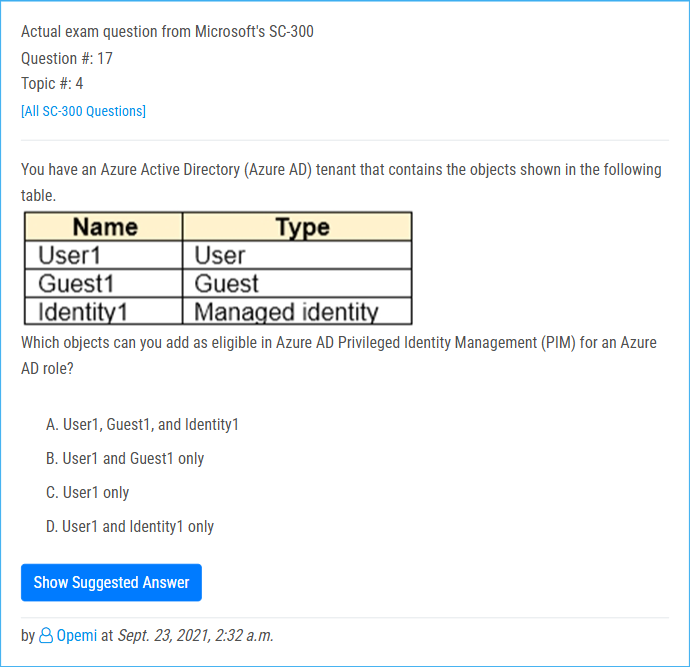 Actual exam question from Microsoft's SC-300
Question #: 17
Topic #: 4
[All SC-300 Questions]
You have an Azure Active Directory (Azure AD) tenant that contains the objects shown in the following
table.
Name Type
User1 User
Guest1 Guest
Identity1 Managed identity
Which objects can you add as eligible in Azure AD Privileged Identity Management (PIM) for an Azure
AD role?
A. User1, Guest1, and Identity1
B. User1 and Guest1 only
C. User1 only
D. User1 and Identity1 only
Show Suggested Answer
by Opemi at Sept. 23, 2021, 2:32 a.m.